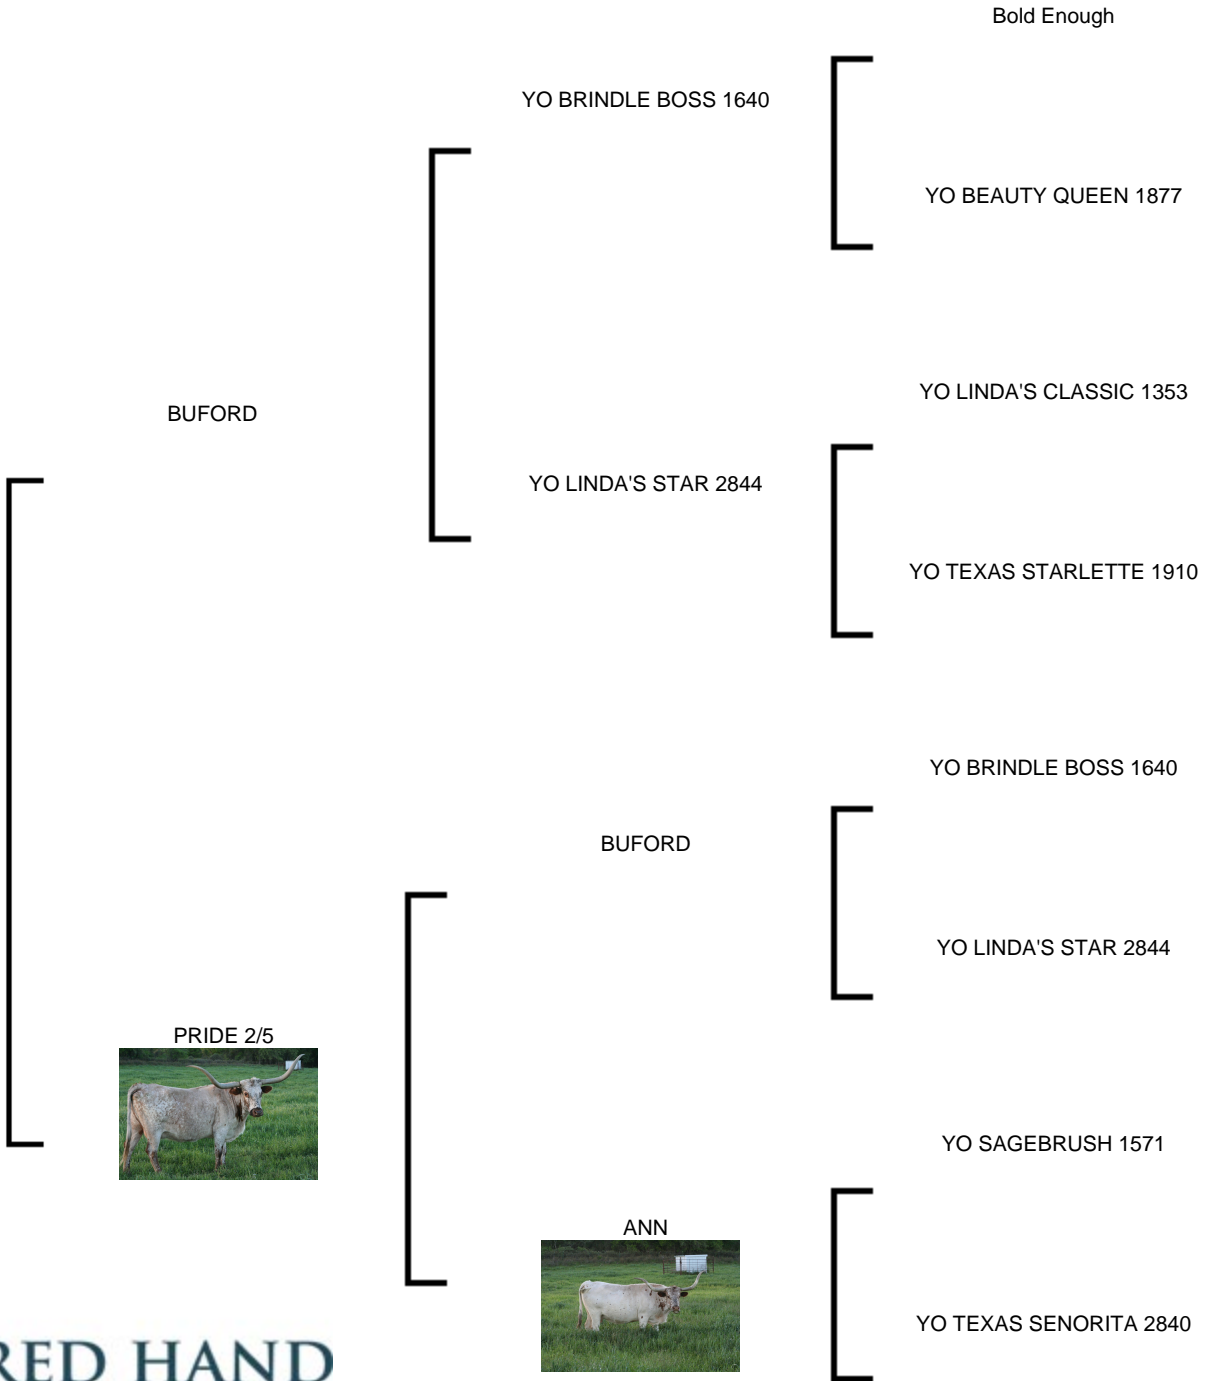 Bold Enough
YO BRINDLE BOSS 1640
YO BEAUTY QUEEN 1877
YO LINDA'S CLASSIC 1353
BUFORD
YO LINDA'S STAR 2844
YO TEXAS STARLETTE 1910
YO BRINDLE BOSS 1640
BUFORD
YO LINDA'S STAR 2844
PRIDE 2/5
YO SAGEBRUSH 1571
ANN
YO TEXAS SENORITA 2840
RED HAND